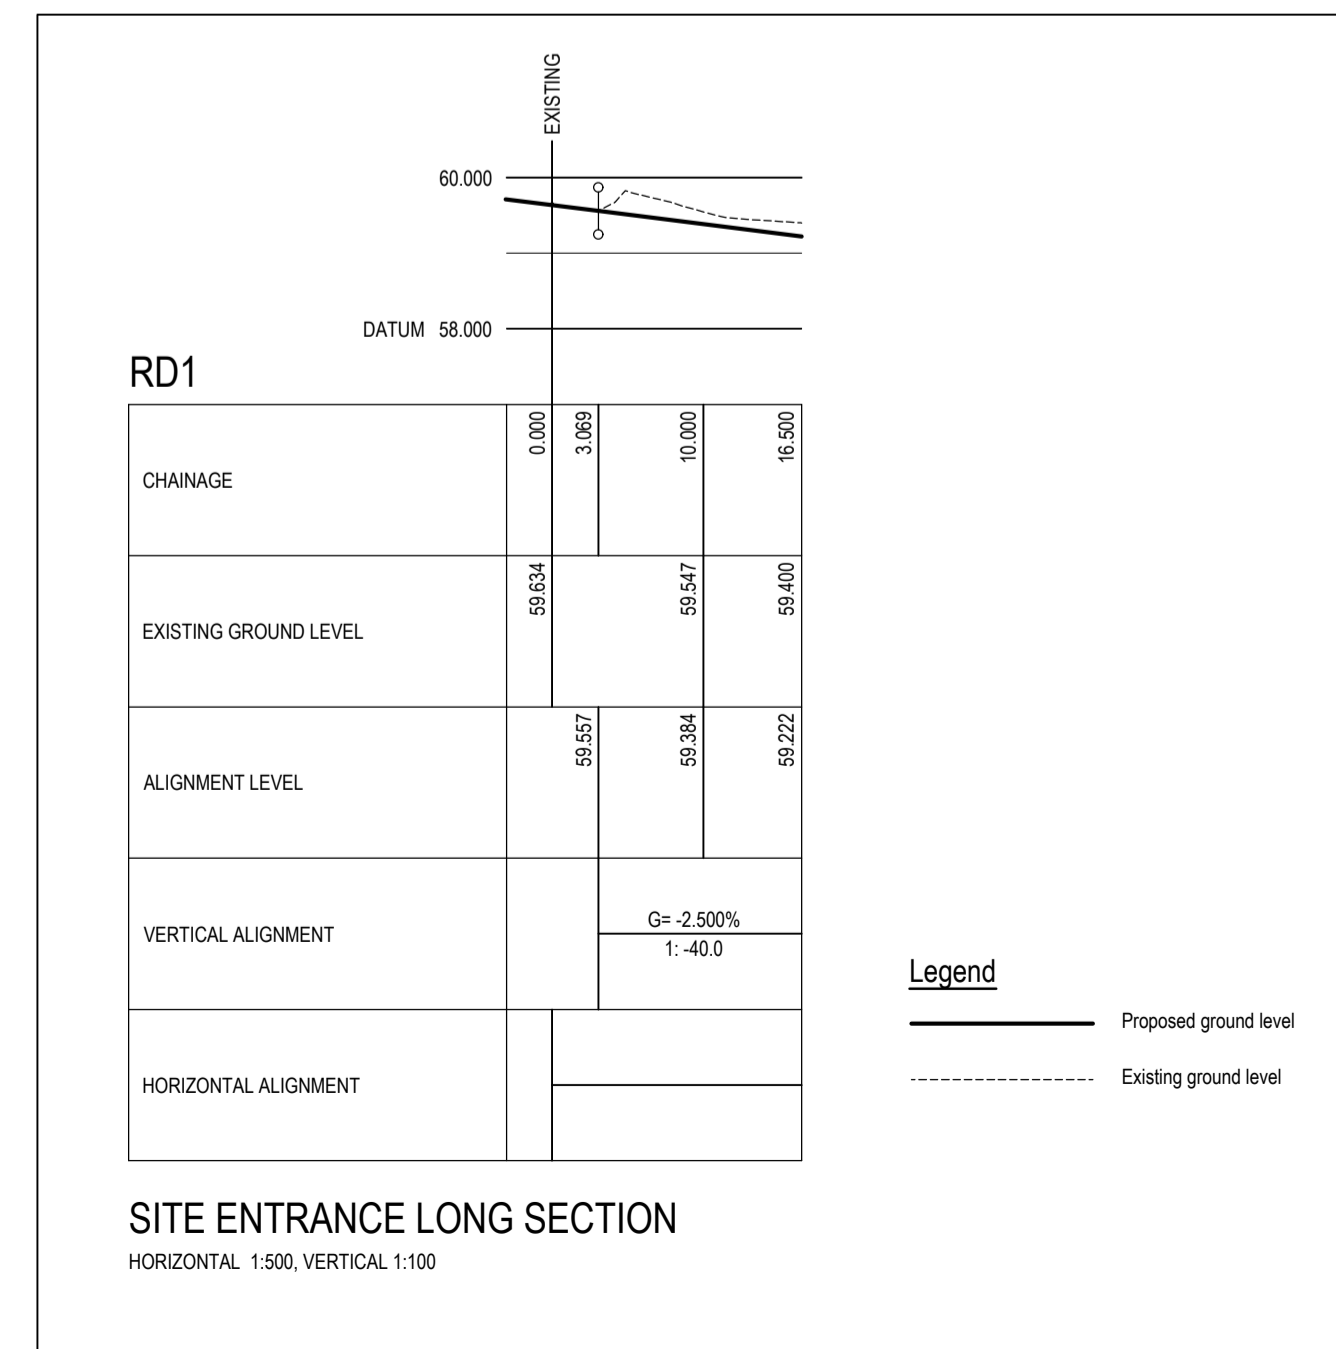 EXISTING
60.000
DATUM 58.000
RD1
CHAINAGE 0.000 3.069 10.000 16.500
EXISTING GROUND LEVEL 59.634 59.547 59.400
ALIGNMENT LEVEL 59.557 59.384 59.222
VERTICAL ALIGNMENT
G= -2.500%
1: -40.0
HORIZONTAL ALIGNMENT
Legend
Proposed ground level
Existing ground level
SITE ENTRANCE LONG SECTION
HORIZONTAL 1:500, VERTICAL 1:100